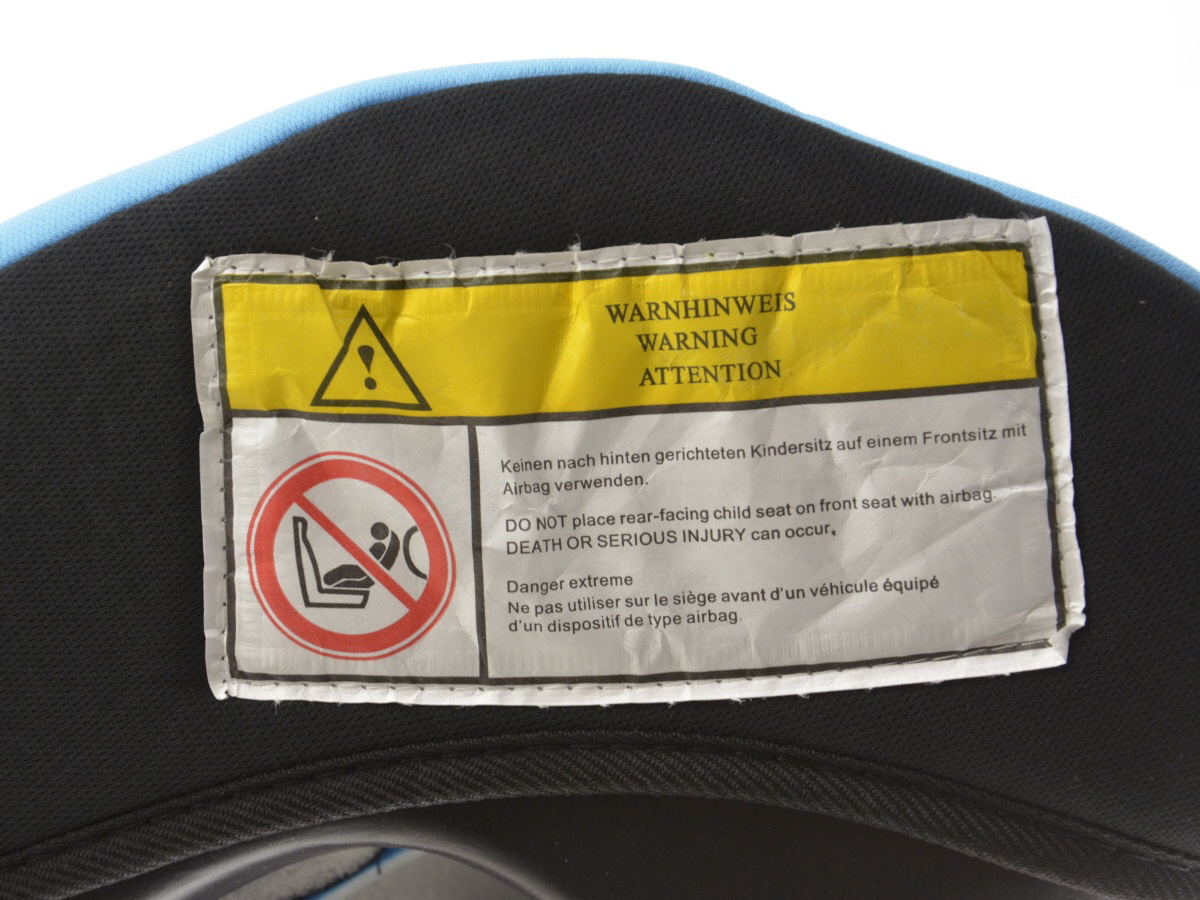 WARNHINWEIS
WARNING
ATTENTION
Keinen nach hinten gerichteten Kindersitz auf einem Frontsitz mit
Airbag verwenden.
DO NOT place rear-facing child seat on front seat with airbag.
DEATH OR SERIOUS INJURY can occur.
Danger extreme
Ne pas utiliser sur le siège avant d'un véhicule équipé
d'un dispositif de type airbag.